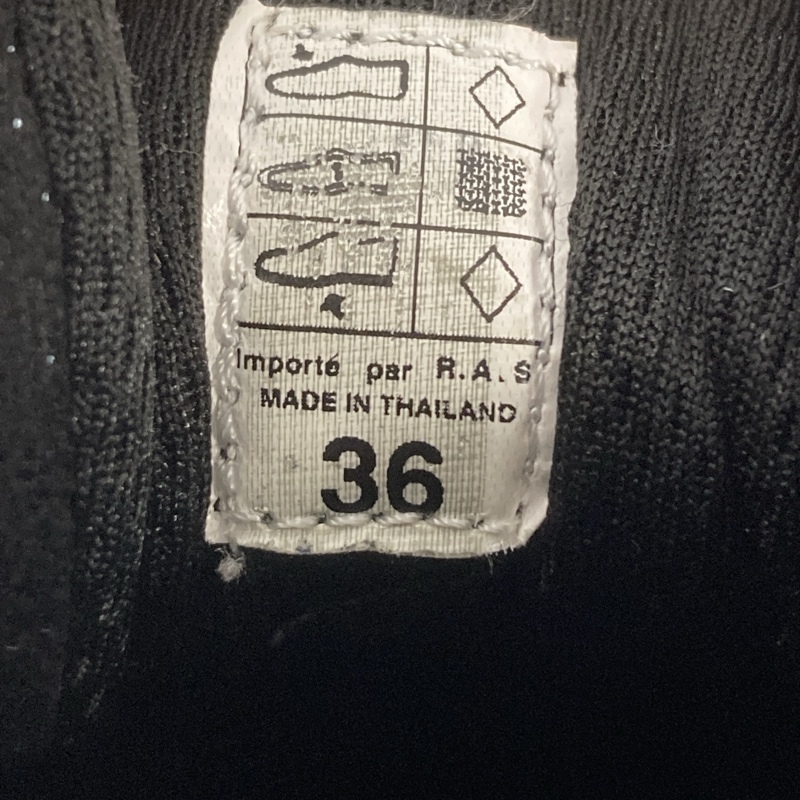 Importé par R.A.S
MADE IN THAILAND
36